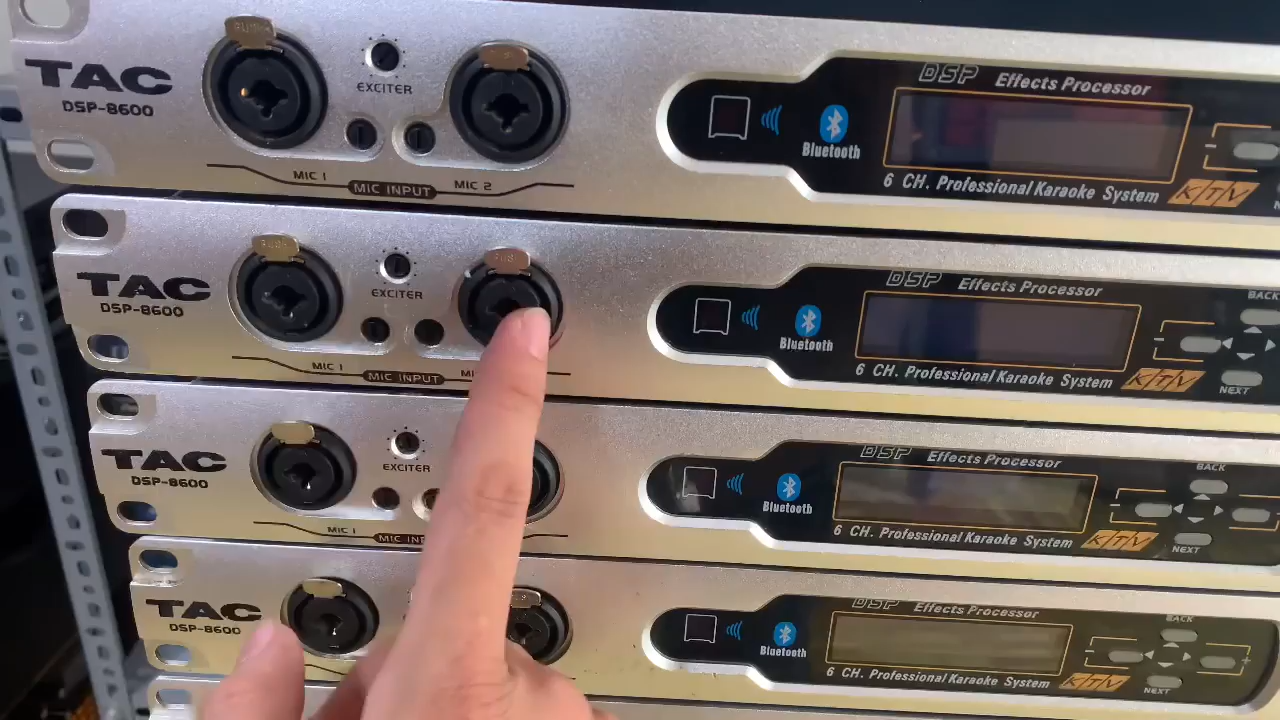 PUSH
TAC
DSP-8600
EXCITER
MIC 1
MIC INPUT
MIC 2
Bluetooth
DSP Effects Processor
6 CH. Professional Karaoke System
KTV
PUSH
PUSH
TAC
DSP-8600
EXCITER
MIC 1
MIC INPUT
Bluetooth
DSP Effects Processor
6 CH. Professional Karaoke System
KTV
BACK
NEXT
TAC
DSP-8600
EXCITER
MIC 1
Bluetooth
DSP Effects Processor
6 CH. Professional Karaoke System
KTV
BACK
NEXT
TAC
DSP-8600
Bluetooth
DSP Effects Processor
6 CH. Professional Karaoke System
KTV
BACK
NEXT